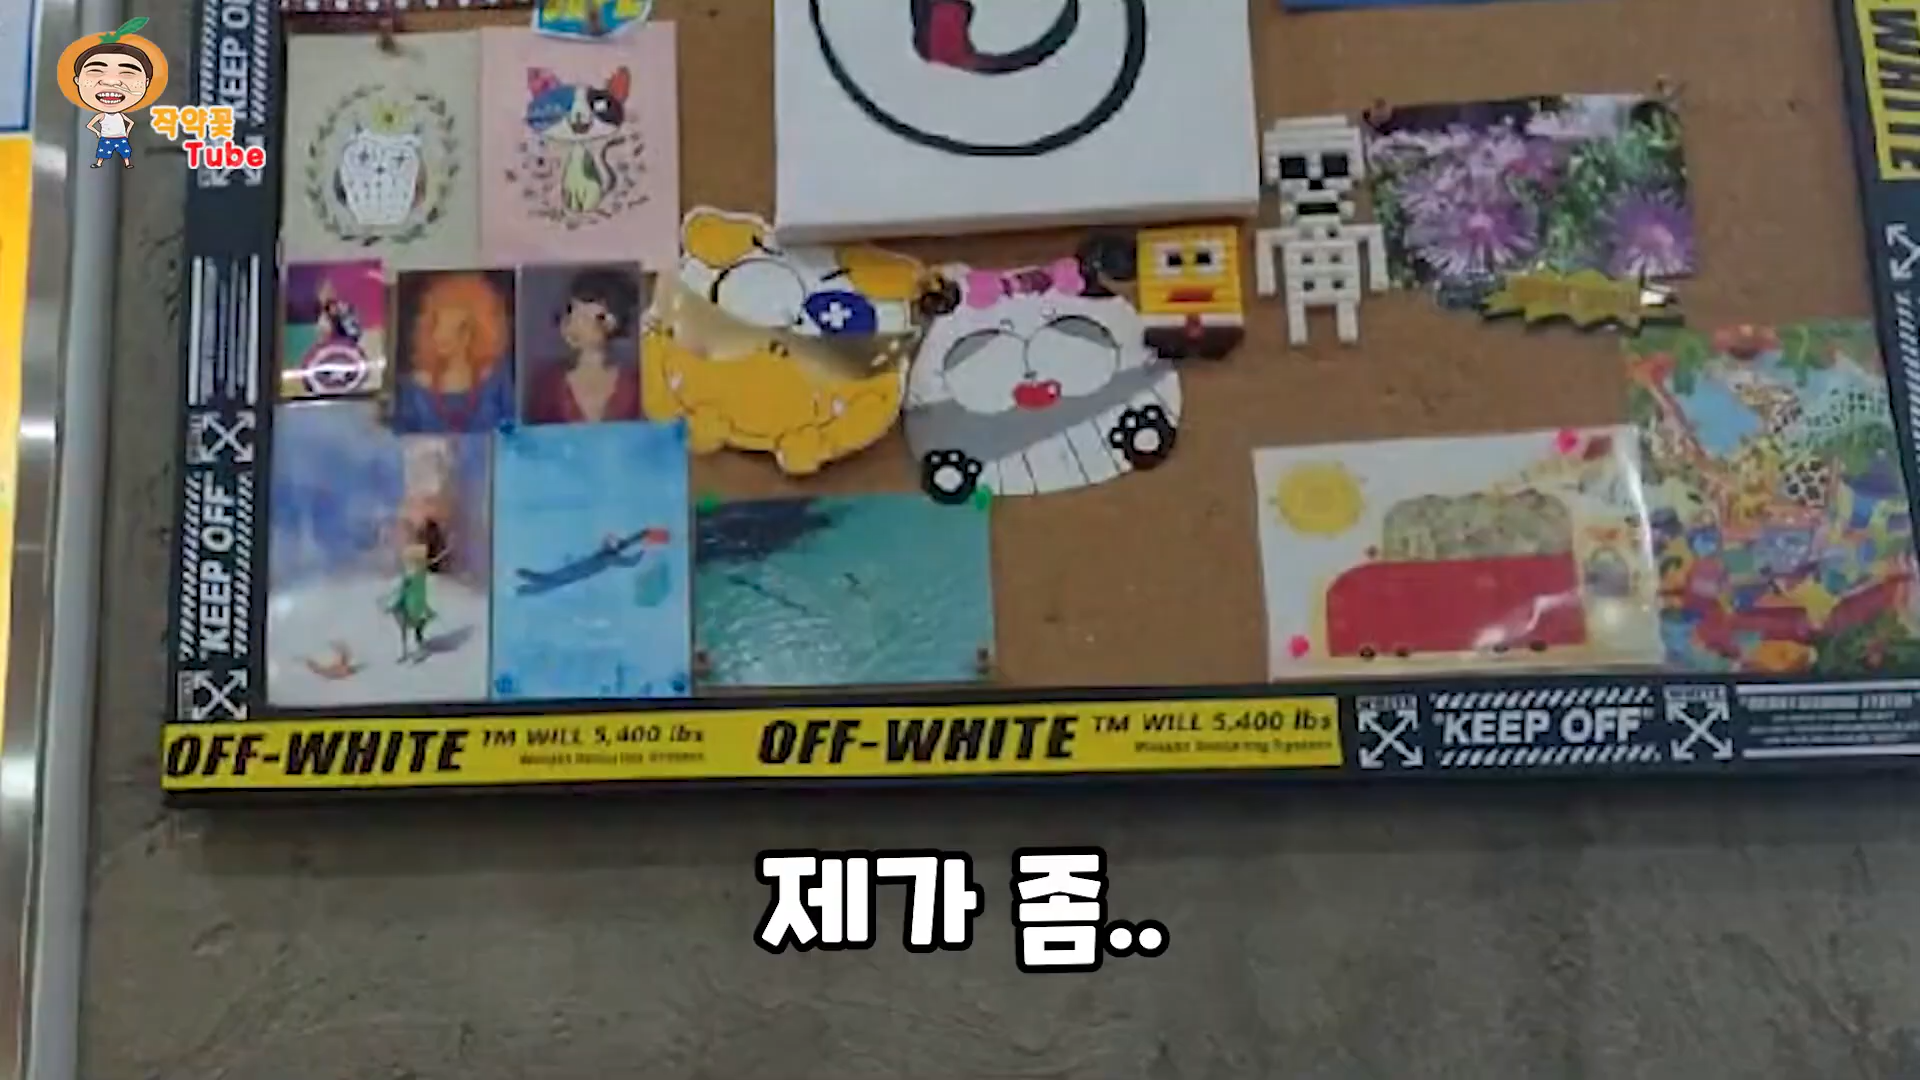 작약꽃
Tube
KEEP O
WHITE
"KEEP OFF"
OFF-WHITE TM WILL 5,400 lbs
OFF-WHITE TM WILL 5,400 lbs
"KEEP OFF"
제가 좀..